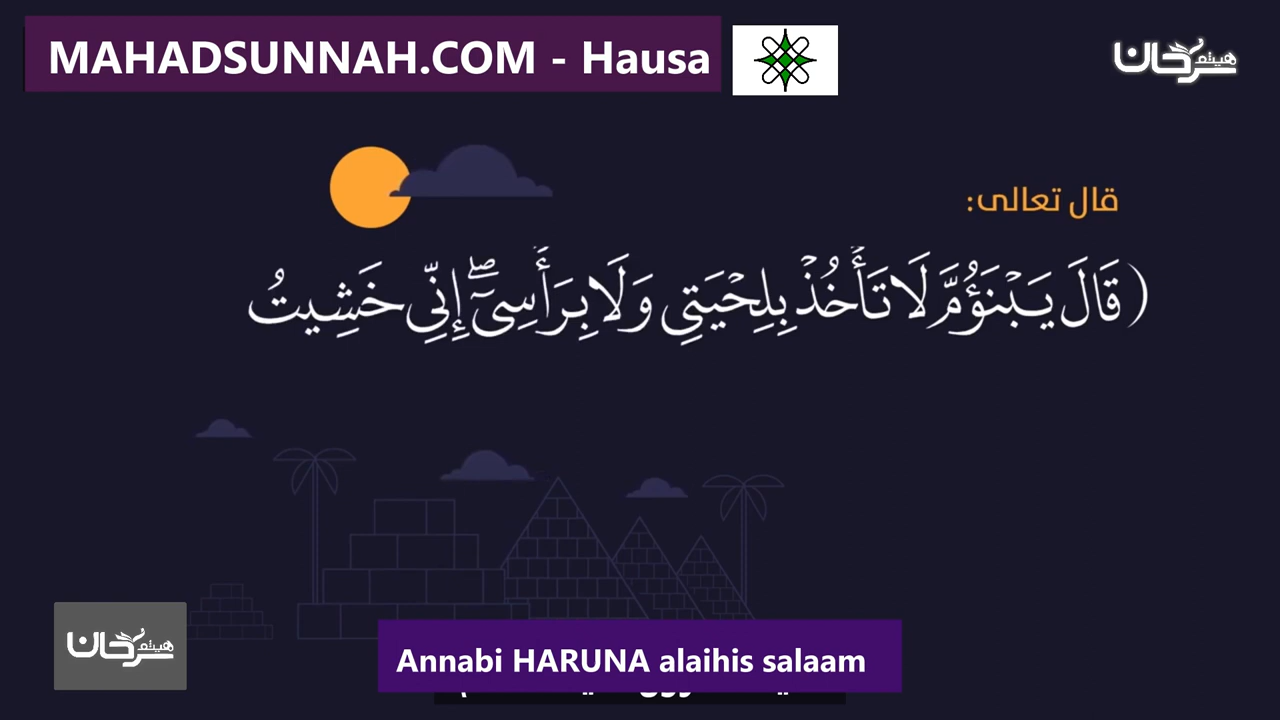 MAHADSUNNAH.COM - Hausa
هيثم سرحان
قال تعالى:
(قَالَ يَبْنَؤُمَّ لَا تَأْخُذْ بِلِحْيَتِي وَلَا بِرَأْسِىٓ ۖ إِنِّى خَشِيتُ
هيثم سرحان
Annabi HARUNA alaihis salaam